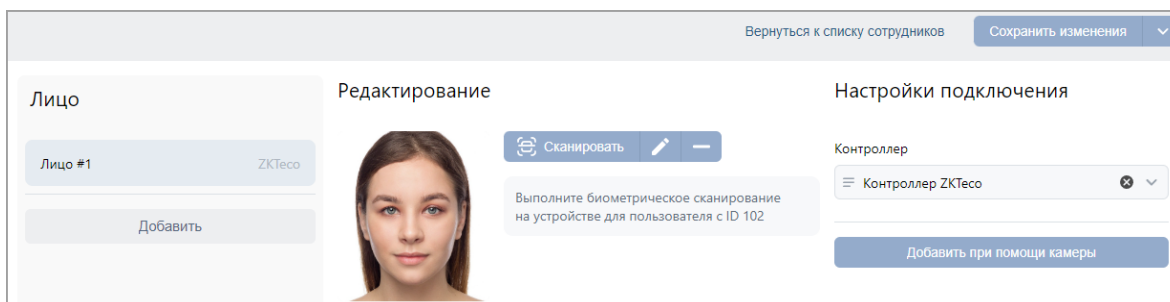 Вернуться к списку сотрудников
Сохранить изменения
Лицо
Лицо #1
ZKTeco
Добавить
Редактирование
Сканировать
Выполните биометрическое сканирование
на устройстве для пользователя с ID 102
Настройки подключения
Контроллер
Контроллер ZKTeco
Добавить при помощи камеры